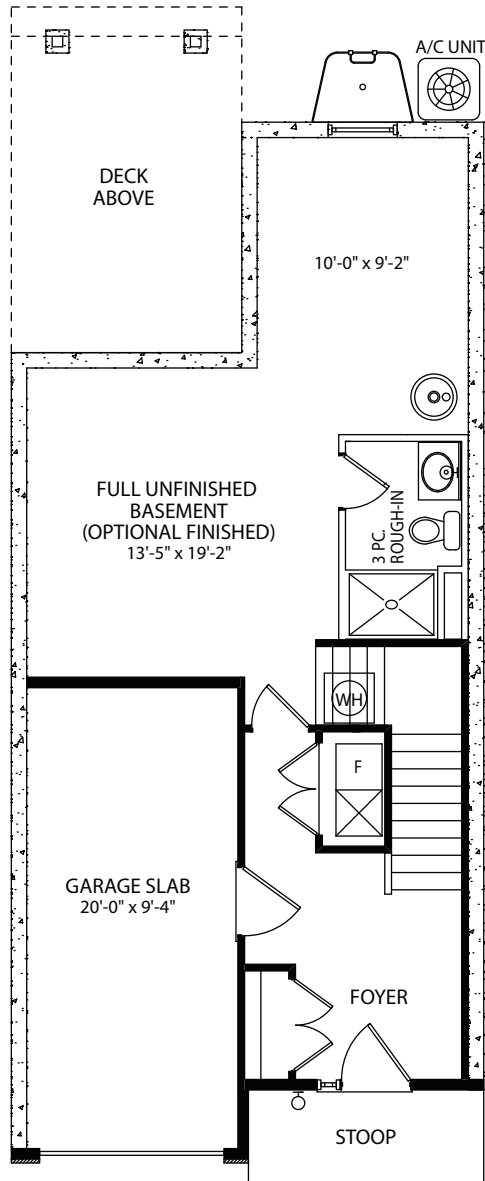 A/C UNIT
DECK
ABOVE
10'-0" x 9'-2"
FULL UNFINISHED
BASEMENT
(OPTIONAL FINISHED)
13'-5" x 19'-2"
3 PC.
ROUGH-IN
WH
F
GARAGE SLAB
20'-0" x 9'-4"
FOYER
STOOP